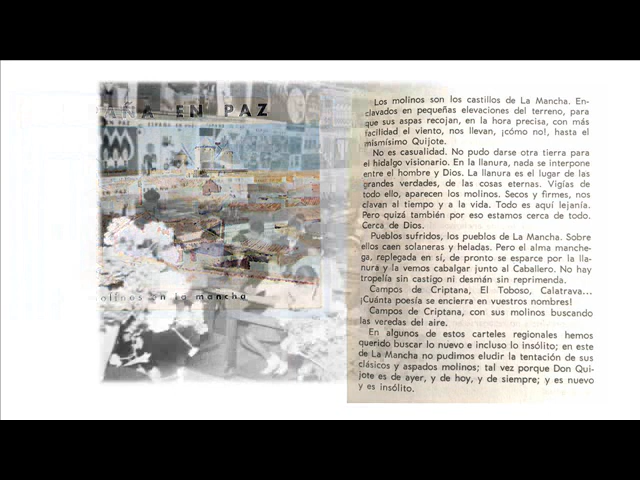 AÑA EN PAZ
molinos en la mancha
Los molinos son los castillos de La Mancha. En-
clavados en pequeñas elevaciones del terreno, para
que sus aspas recojan, en la hora precisa, con más
facilidad el viento, nos llevan, ¡cómo no!, hasta el
mismísimo Quijote.
No es casualidad. No pudo darse otra tierra para
el hidalgo visionario. En la llanura, nada se interpone
entre el hombre y Dios. La llanura es el lugar de las
grandes verdades, de las cosas eternas. Vigías de
todo ello, aparecen los molinos. Secos y firmes, nos
clavan al tiempo y a la vida. Todo es aquí lejanía.
Pero quizá también por eso estamos cerca de todo.
Cerca de Dios.
Pueblos sufridos, los pueblos de La Mancha. Sobre
ellos caen solaneras y heladas. Pero el alma manche-
ga, replegada en sí, de pronto se esparce por la lla-
nura y la vemos cabalgar junto al Caballero. No hay
tropelía sin castigo ni desmán sin reprimenda.
Campos de Criptana, El Toboso, Calatrava...
¡Cuánta poesía se encierra en vuestros nombres!
Campos de Criptana, con sus molinos buscando
las veredas del aire.
En algunos de estos carteles regionales hemos
querido buscar lo nuevo e incluso lo insólito; en este
de La Mancha no pudimos eludir la tentación de sus
clásicos y aspados molinos; tal vez porque Don Qui-
jote es de ayer, y de hoy, y de siempre; y es nuevo
y es insólito.